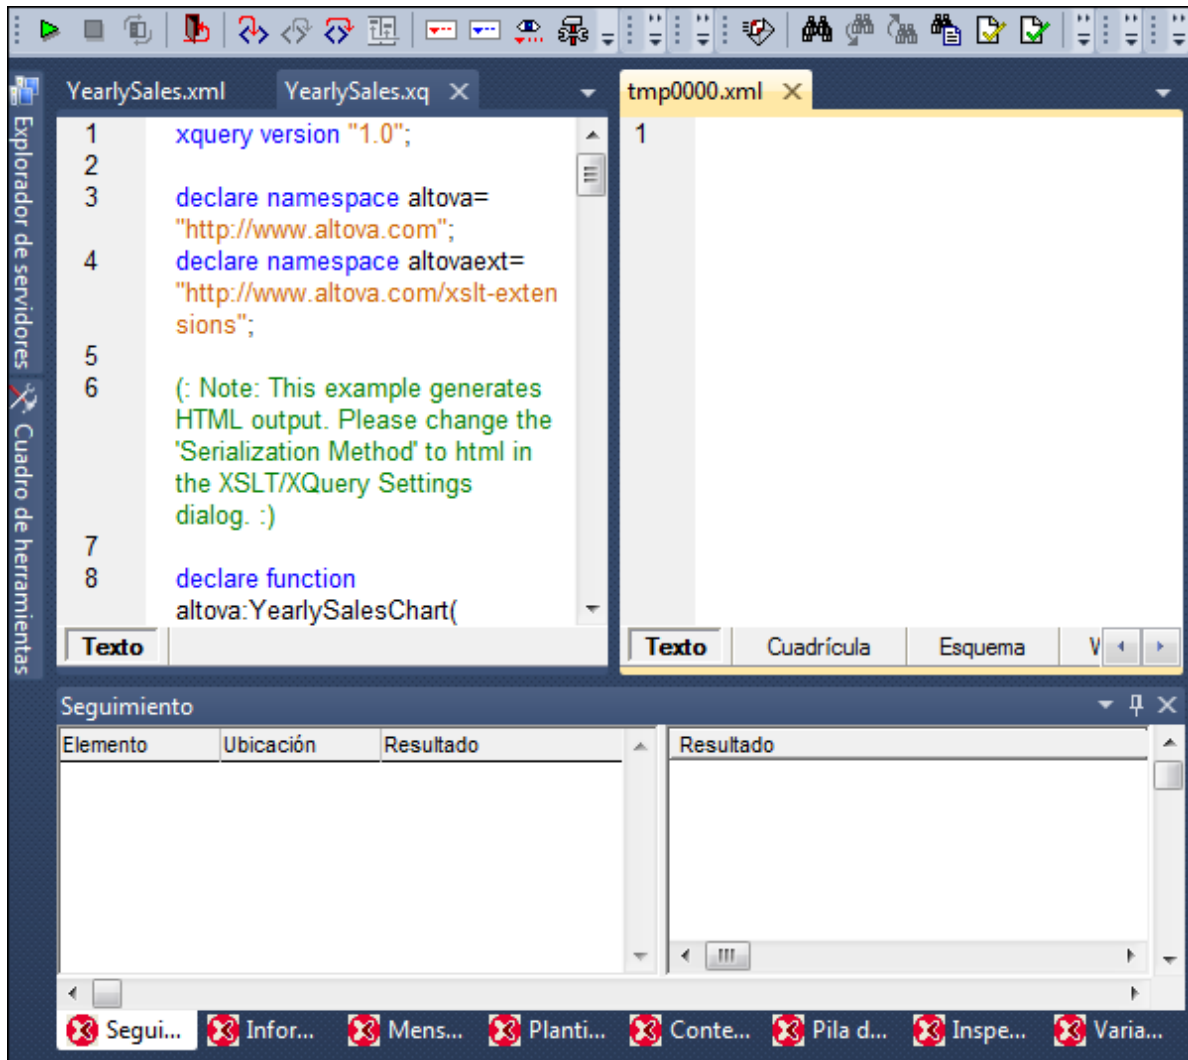 YearlySales.xml YearlySales.xq tmp0000.xml
Explorador de servidores
Cuadro de herramientas
1 xquery version "1.0";
2
3 declare namespace altova=
"http://www.altova.com";
4 declare namespace altovaext=
"http://www.altova.com/xslt-exten
sions";
5
6 (: Note: This example generates
HTML output. Please change the
'Serialization Method' to html in
the XSLT/XQuery Settings
dialog. :)
7
8 declare function
altova:YearlySalesChart(
Texto
1
Texto Cuadrícula Esquema
Seguimiento
Elemento Ubicación Resultado Resultado
Segui... Infor... Mens... Planti... Conte... Pila d... Inspe... Varia...